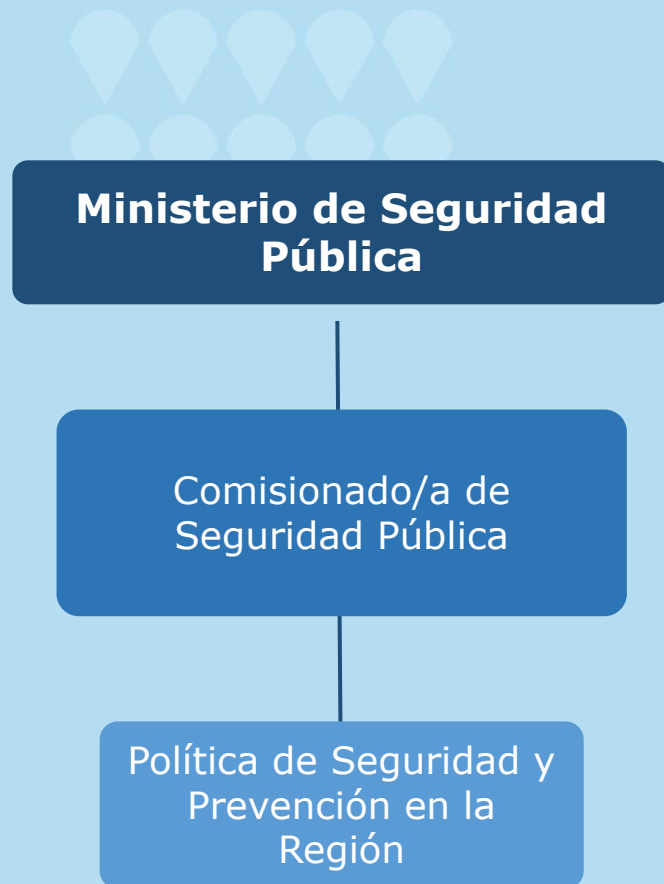 Ministerio de Seguridad
Pública
Comisionado/a de
Seguridad Pública
Política de Seguridad y
Prevención en la
Región